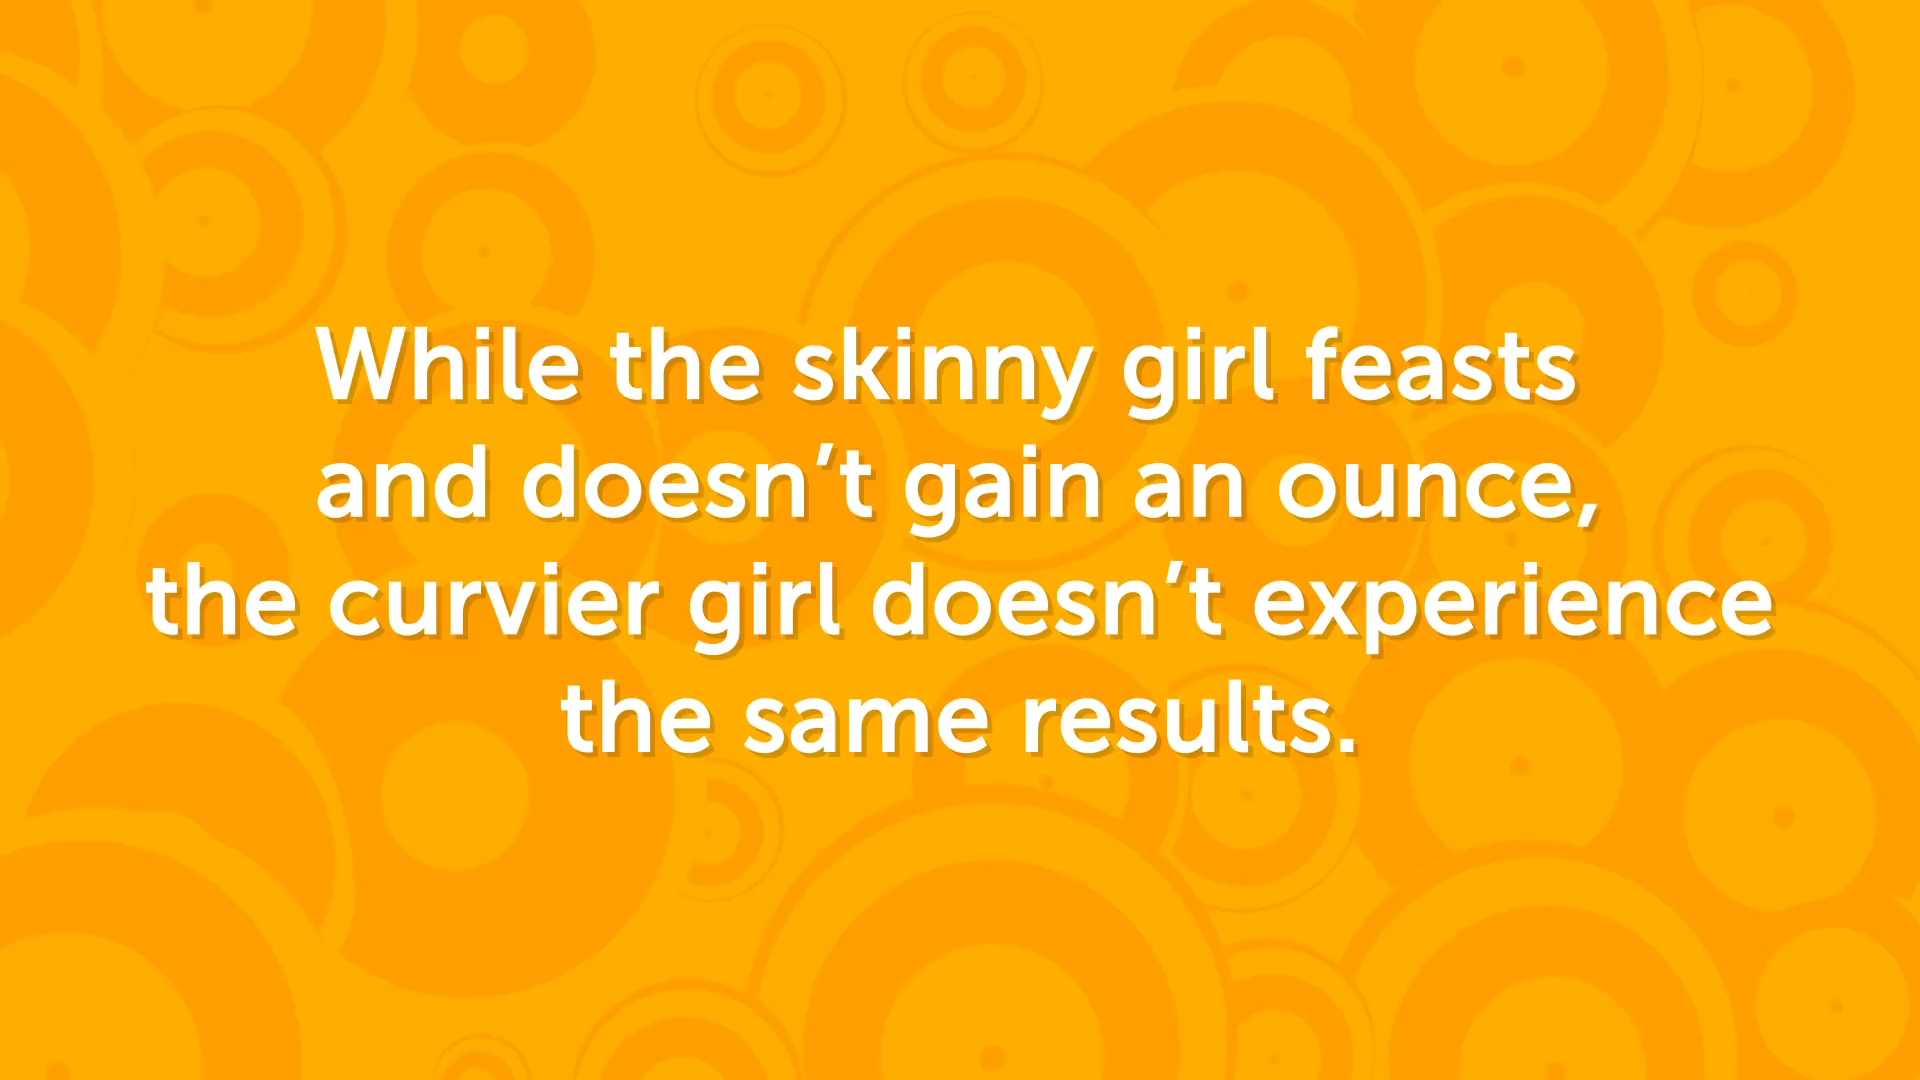 While the skinny girl feasts
and doesn't gain an ounce,
the curvier girl doesn't experience
the same results.